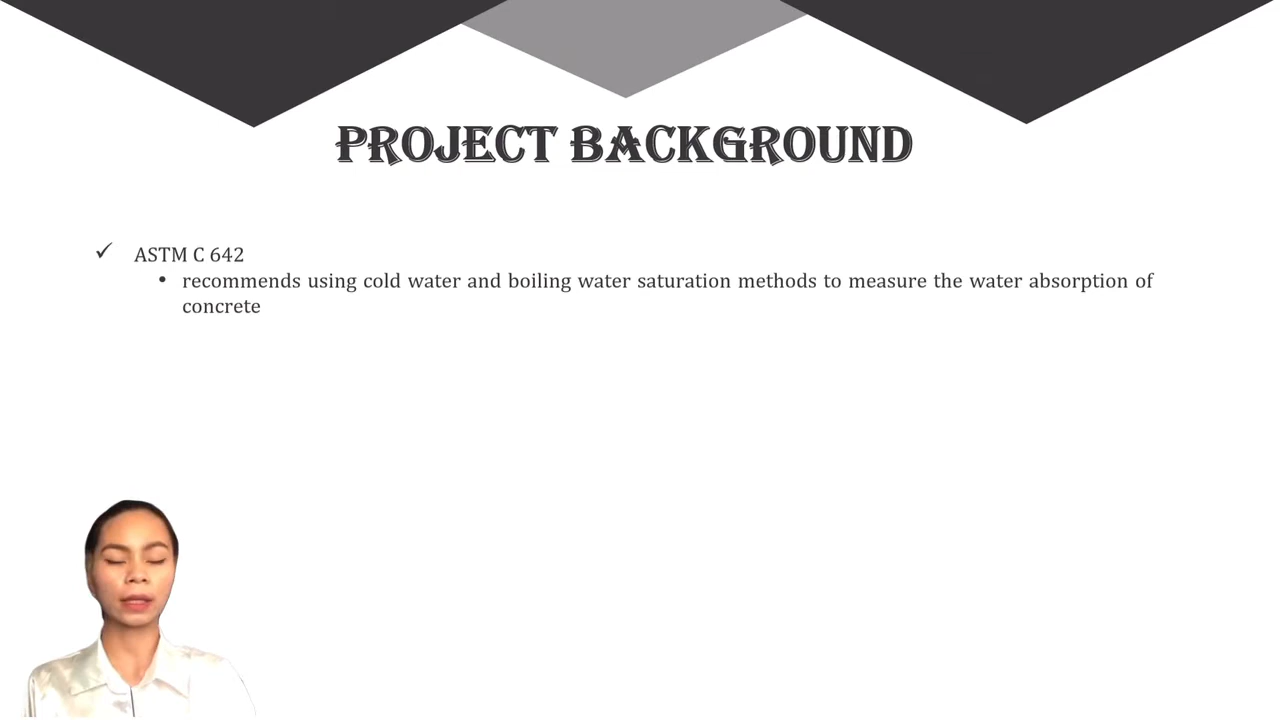 PROJECT BACKGROUND
✓ ASTM C 642
• recommends using cold water and boiling water saturation methods to measure the water absorption of
concrete